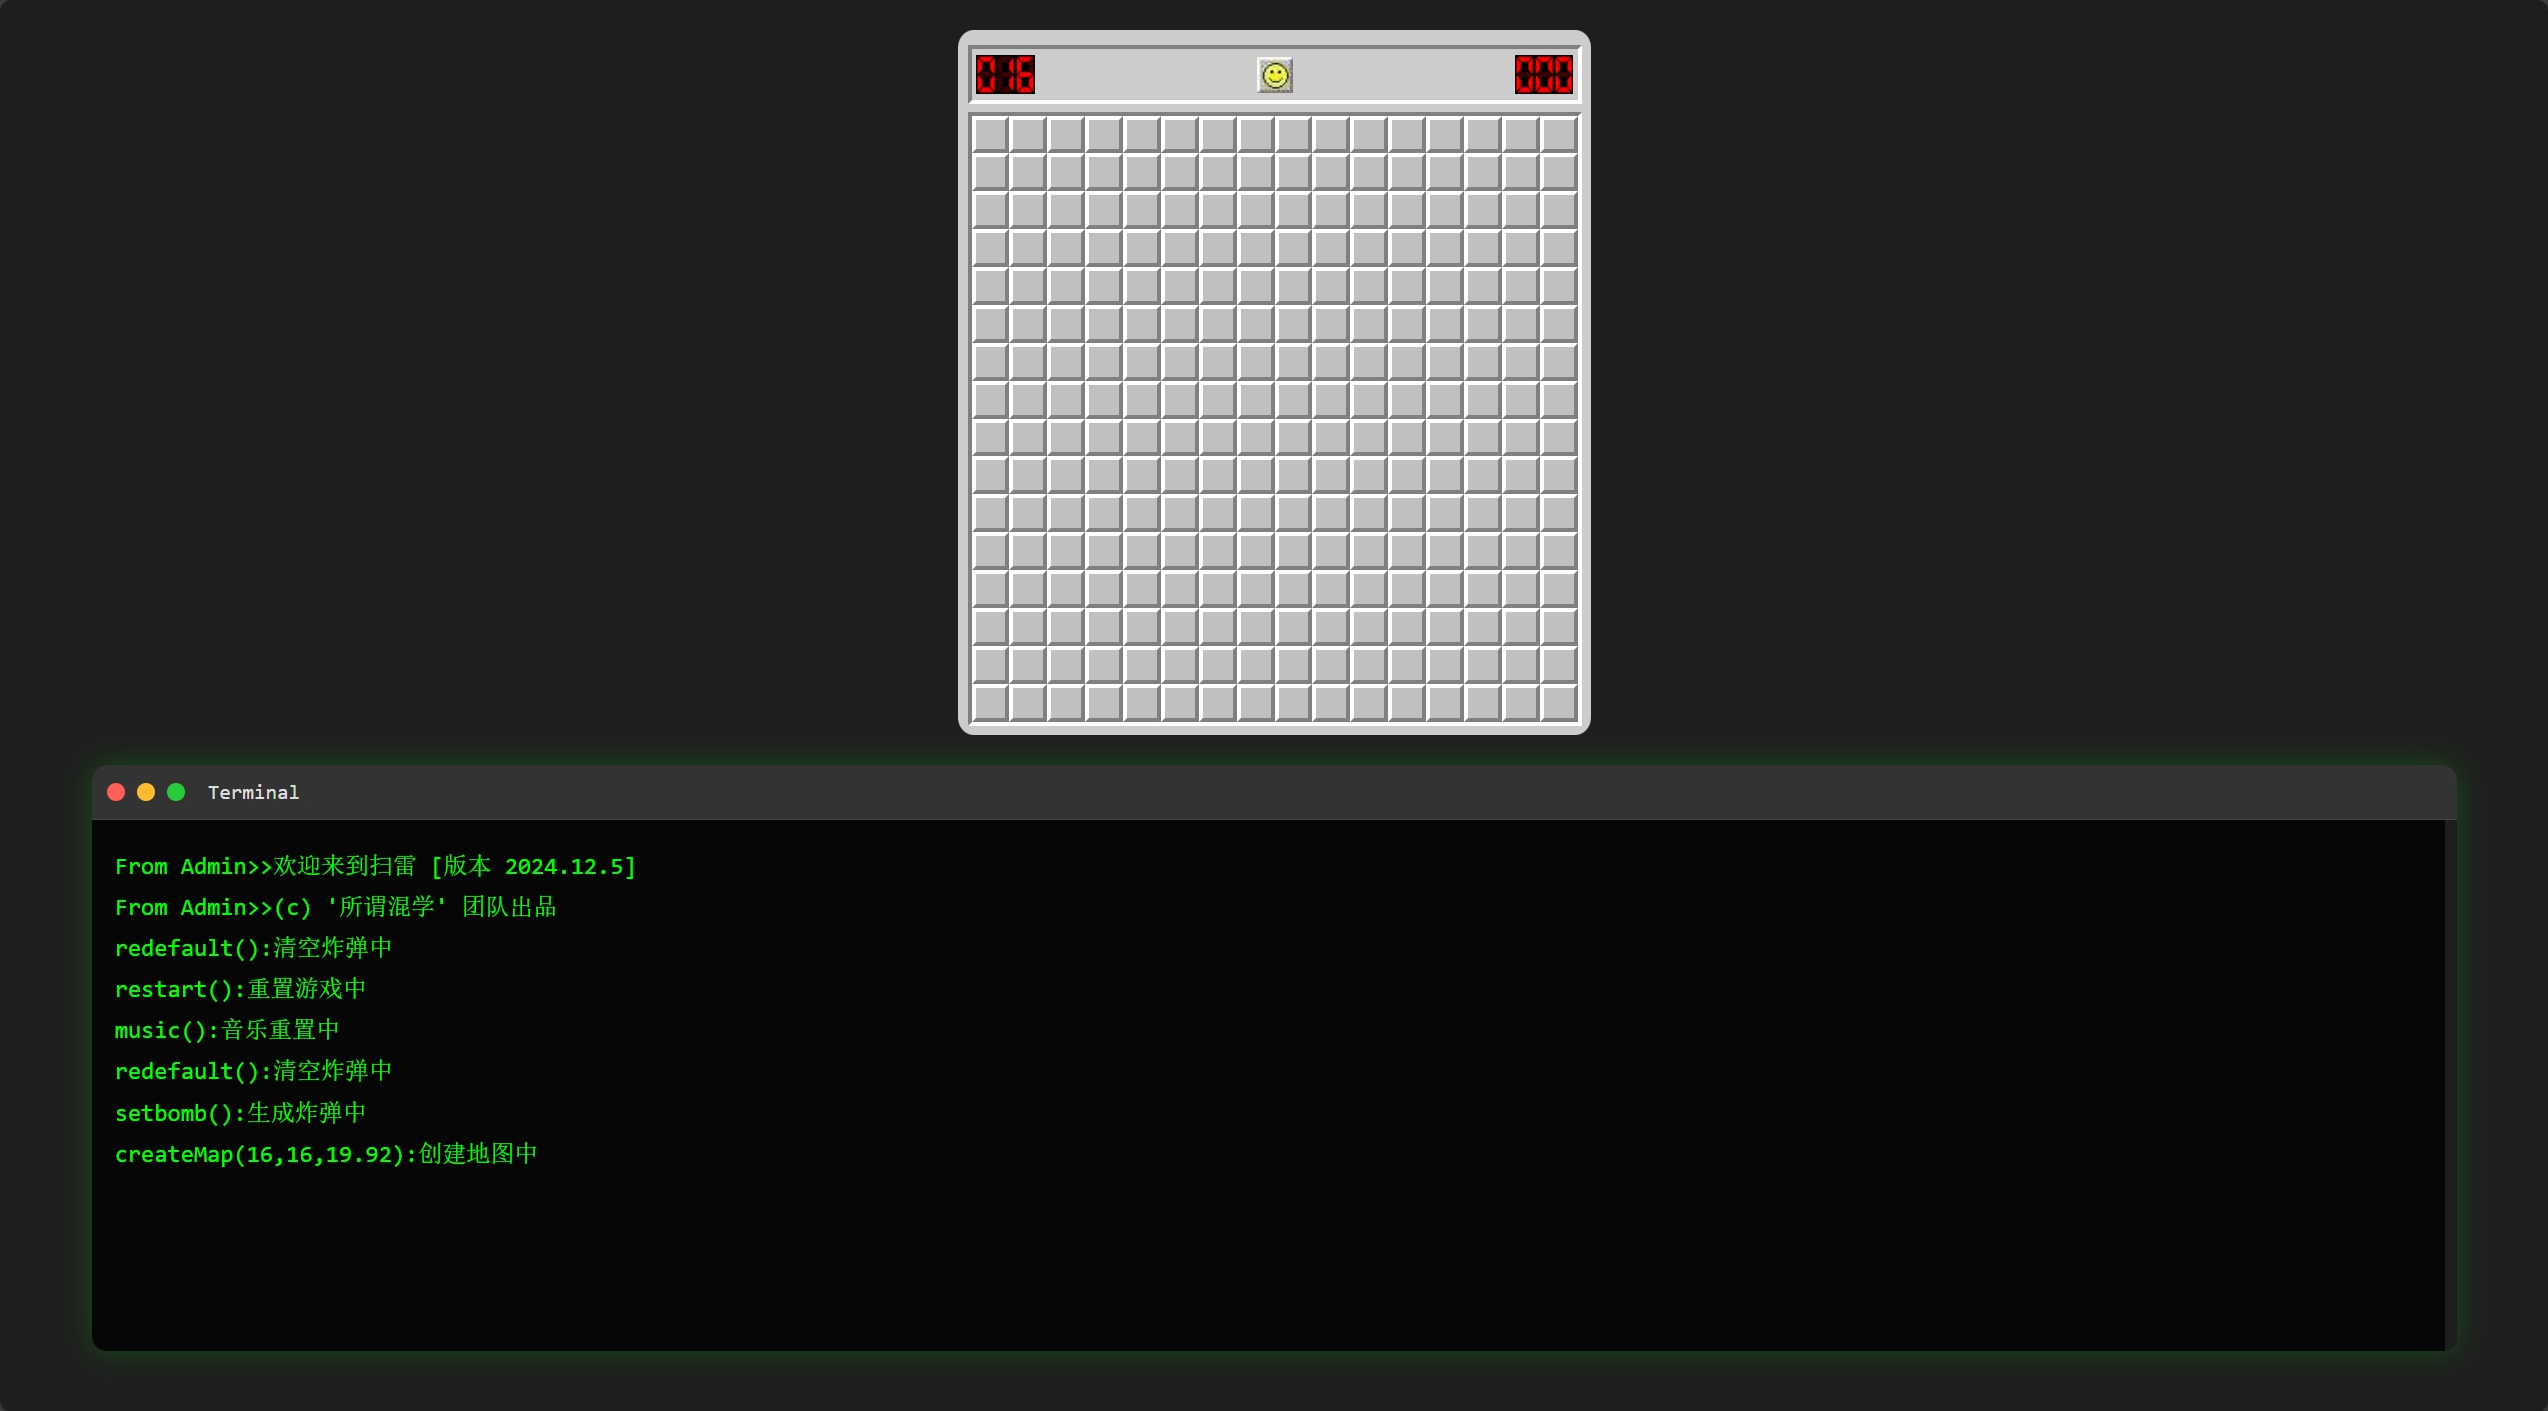 016
000
Terminal
From Admin>>欢迎来到扫雷 [版本 2024.12.5]
From Admin>>(c) '所谓混学' 团队出品
redefault():清空炸弹中
restart():重置游戏中
music():音乐重置中
redefault():清空炸弹中
setbomb():生成炸弹中
createMap(16,16,19.92):创建地图中